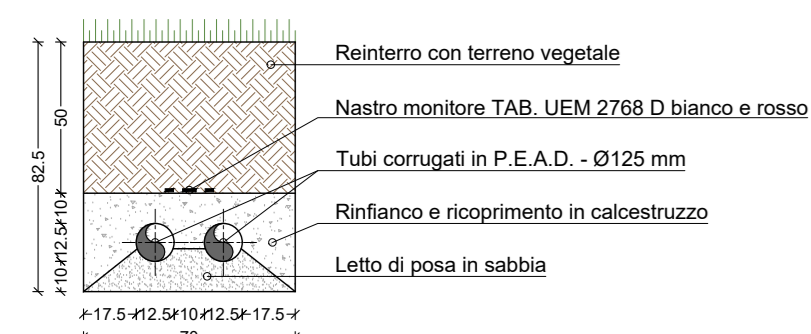 Reinterro con terreno vegetale
Nastro monitore TAB. UEM 2768 D bianco e rosso
Tubi corrugati in P.E.A.D. - Ø125 mm
Rinfianco e ricoprimento in calcestruzzo
Letto di posa in sabbia
82.5
50
10
12.5
10
17.5 12.5 10 12.5 17.5
70